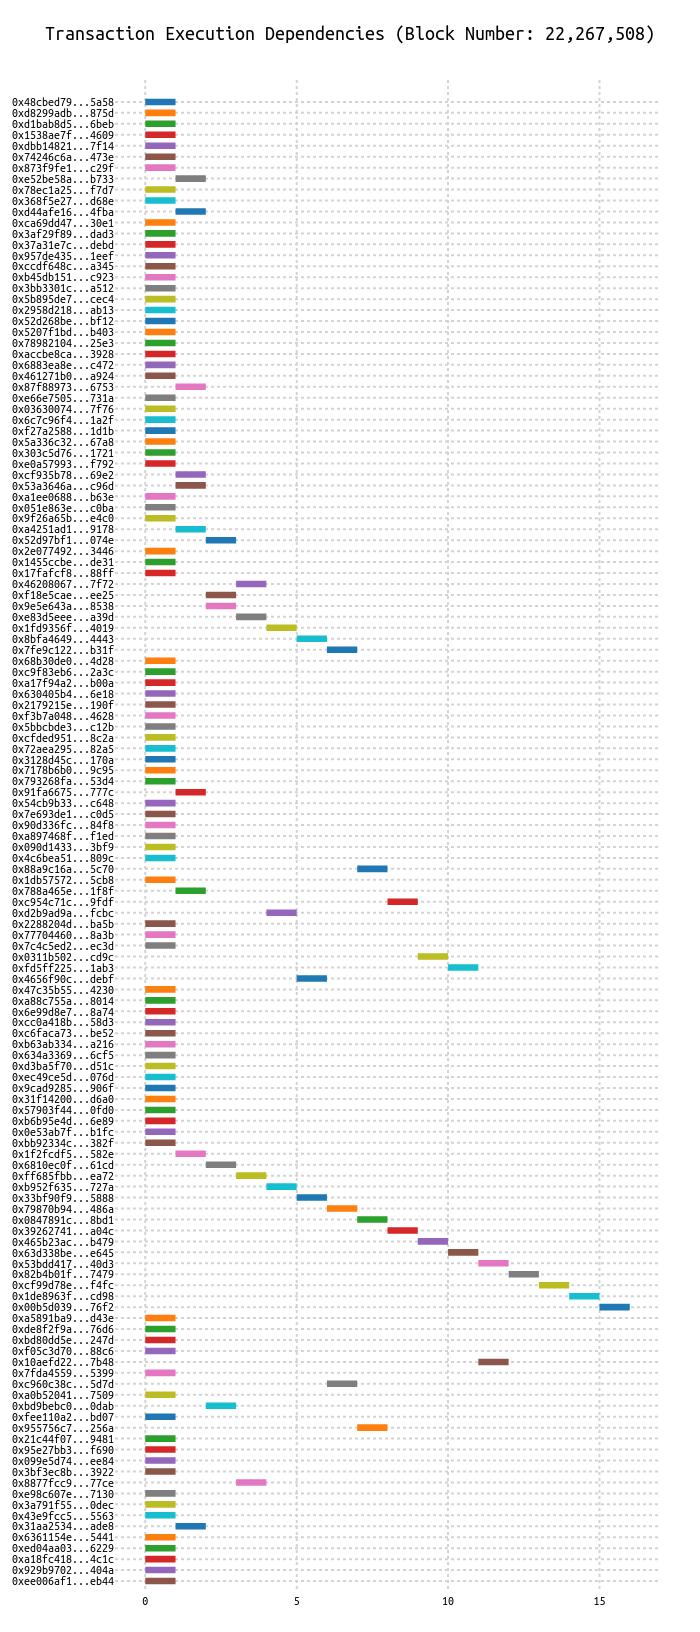 Transaction Execution Dependencies (Block Number: 22,267,508)
0x48cbed79...5a58
0xd8299adb...875d
0xd1bab8d5...6beb
0x1538ae7f...4609
0xdbb14821...7f14
0x74246c6a...473e
0x873f9fe1...c29f
0xe52be58a...b733
0x78ec1a25...f7d7
0x368f5e27...d68e
0xd44afe16...4fba
0xca69dd47...30e1
0x3af29f89...dad3
0x37a31e7c...debd
0x957de435...1eef
0xccdf648c...a345
0xb45db151...c923
0x3bb3301c...a512
0x5b895de7...cec4
0x2958d218...ab13
0x52d268be...bf12
0x5207f1bd...b403
0x78982104...25e3
0xaccbe8ca...3928
0x6883ea8e...c472
0x461271b0...a924
0x87f88973...6753
0xe66e7505...731a
0x03630074...7f76
0x6c7c96f4...1a2f
0xf27a2588...1d1b
0x5a336c32...67a8
0x303c5d76...1721
0xe0a57993...f792
0xcf935b78...69e2
0x53a3646a...c96d
0xa1ee0688...b63e
0x051e863e...c0ba
0x9f26a65b...e4c0
0xa4251ad1...9178
0x52d97bf1...074e
0x2e077492...3446
0x1455ccbe...de31
0x17fafcf8...88ff
0x46208067...7f72
0xf18e5cae...ee25
0x9e5e643a...8538
0xe83d5eee...a39d
0x1fd9356f...4019
0x8bfa4649...4443
0x7fe9c122...b31f
0x68b30de0...4d28
0xc9f83eb6...2a3c
0xa17f94a2...b00a
0x630405b4...6e18
0x2179215e...190f
0xf3b7a048...4628
0x5bbcbde3...c12b
0xcfded951...8c2a
0x72aea295...82a5
0x3128d45c...170a
0x7178b6b0...9c95
0x793268fa...53d4
0x91fa6675...777c
0x54cb9b33...c648
0x7e693de1...c0d5
0x90d336fc...84f8
0xa897468f...f1ed
0x090d1433...3bf9
0x4c6bea51...809c
0x88a9c16a...5c70
0x1db57572...5cb8
0x788a465e...1f8f
0xc954c71c...9fdf
0xd2b9ad9a...fcbc
0x2288204d...ba5b
0x77704460...8a3b
0x7c4c5ed2...ec3d
0x0311b502...cd9c
0xfd5ff225...1ab3
0x4656f90c...debf
0x47c35b55...4230
0xa88c755a...8014
0x6e99d8e7...8a74
0xcc0a418b...58d3
0xc6faca73...be52
0xb63ab334...a216
0x634a3369...6cf5
0xd3ba5f70...d51c
0xec49ce5d...076d
0x9cad9285...906f
0x31f14200...d6a0
0x57903f44...0fd0
0xb6b95e4d...6e89
0x0e53ab7f...b1fc
0xbb92334c...382f
0x1f2fcdf5...582e
0x6810ec0f...61cd
0xff685fbb...ea72
0xb952f635...727a
0x33bf90f9...5888
0x79870b94...486a
0x0847891c...8bd1
0x39262741...a04c
0x465b23ac...b479
0x63d338be...e645
0x53bdd417...40d3
0x82b4b01f...7479
0xcf99d78e...f4fc
0x1de8963f...cd98
0x00b5d039...76f2
0xa5891ba9...d43e
0xde8f2f9a...76d6
0xbd80dd5e...247d
0xf05c3d70...88c6
0x10aefd22...7b48
0x7fda4559...5399
0xc960c38c...5d7d
0xa0b52041...7509
0xbd9bebc0...0dab
0xfee110a2...bd07
0x955756c7...256a
0x21c44f07...9481
0x95e27bb3...f690
0x099e5d74...ee84
0x3bf3ec8b...3922
0x8877fcc9...77ce
0xe98c607e...7130
0x3a791f55...0dec
0x43e9fcc5...5563
0x31aa2534...ade8
0x6361154e...5441
0xed04aa03...6229
0xa18fc418...4c1c
0x929b9702...404a
0xee006af1...eb44
0 5 10 15